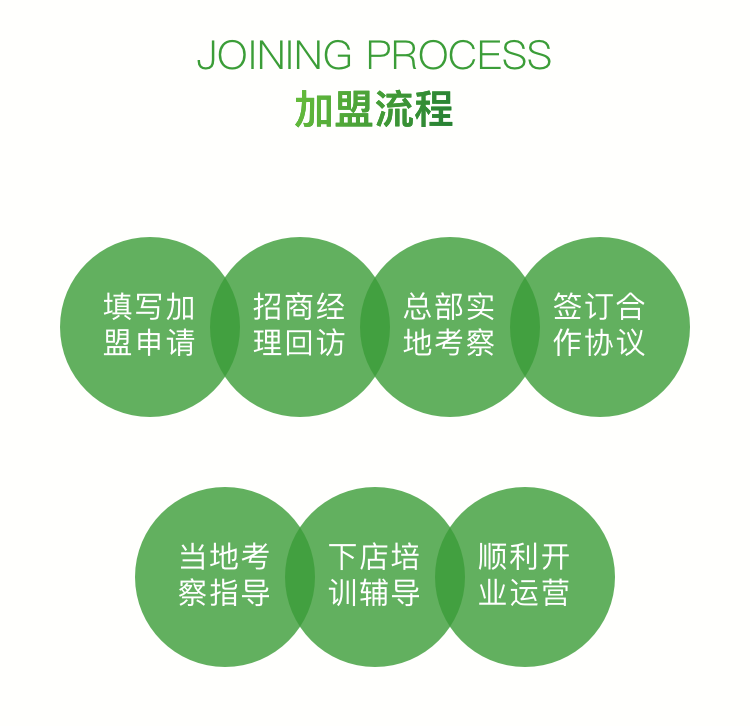 JOINING PROCESS
加盟流程
填写加
盟申请
招商经
理回访
总部实
地考察
签订合
作协议
当地考
察指导
下店培
训辅导
顺利开
业运营